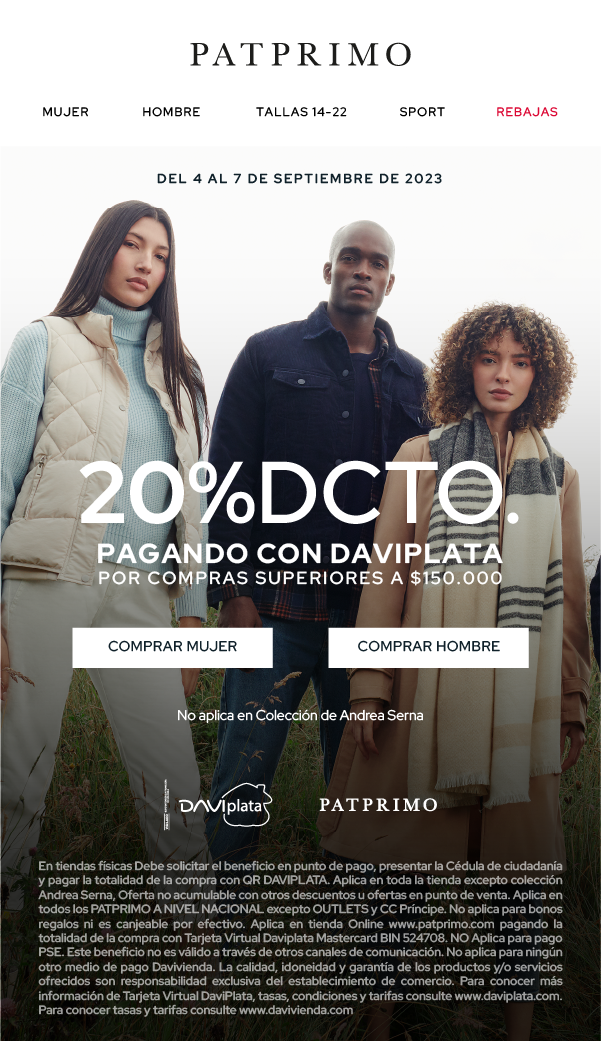 PATPRIMO
MUJER HOMBRE TALLAS 14-22 SPORT REBAJAS
DEL 4 AL 7 DE SEPTIEMBRE DE 2023
20%DCTO.
PAGANDO CON DAVIPLATA
POR COMPRAS SUPERIORES A $150.000
COMPRAR MUJER COMPRAR HOMBRE
No aplica en Colección de Andrea Serna
DAVIplata PATPRIMO
En tiendas físicas Debe solicitar el beneficio en punto de pago, presentar la Cédula de ciudadanía
y pagar la totalidad de la compra con QR DAVIPLATA. Aplica en toda la tienda excepto colección
Andrea Serna, Oferta no acumulable con otros descuentos u ofertas en punto de venta. Aplica en
todos los PATPRIMO A NIVEL NACIONAL excepto OUTLETS y CC Príncipe. No aplica para bonos
regalos ni es canjeable por efectivo. Aplica en tienda Online www.patprimo.com pagando la
totalidad de la compra con Tarjeta Virtual Daviplata Mastercard BIN 524708. NO Aplica para pago
PSE. Este beneficio no es válido a través de otros canales de comunicación. No aplica para ningún
otro medio de pago Davivienda. La calidad, idoneidad y garantía de los productos y/o servicios
ofrecidos son responsabilidad exclusiva del establecimiento de comercio. Para conocer más
información de Tarjeta Virtual DaviPlata, tasas, condiciones y tarifas consulte www.daviplata.com.
Para conocer tasas y tarifas consulte www.davivienda.com